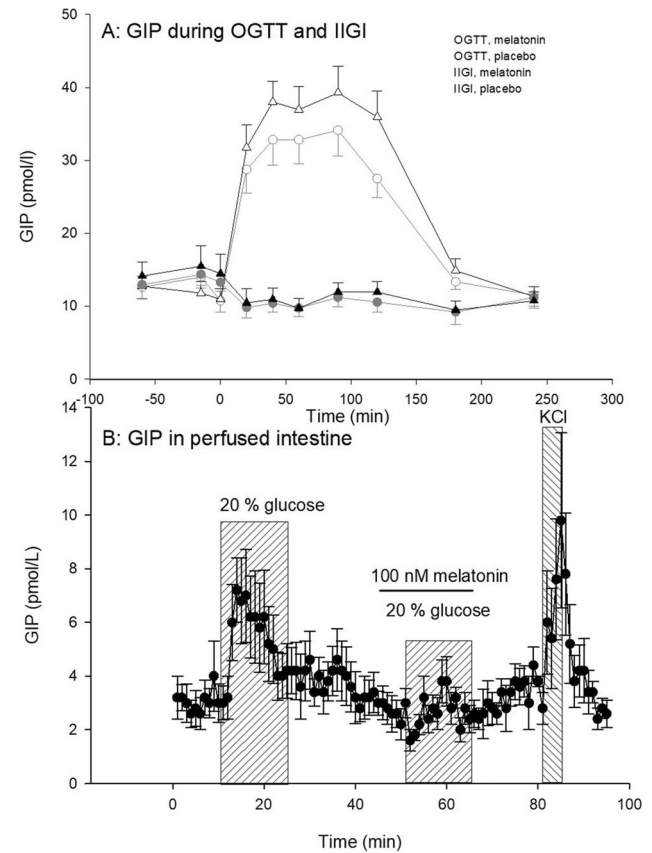 50
A: GIP during OGTT and IIGI
OGTT, melatonin
OGTT, placebo
IIGI, melatonin
IIGI, placebo
40
30
GIP (pmol/l)
20
10
0
-100 -50 0 50 100 150 200 250 300
Time (min)
KCl
14
B: GIP in perfused intestine
12
10
20 % glucose
8
100 nM melatonin
20 % glucose
GIP (pmol/L)
6
4
2
0
0 20 40 60 80 100
Time (min)